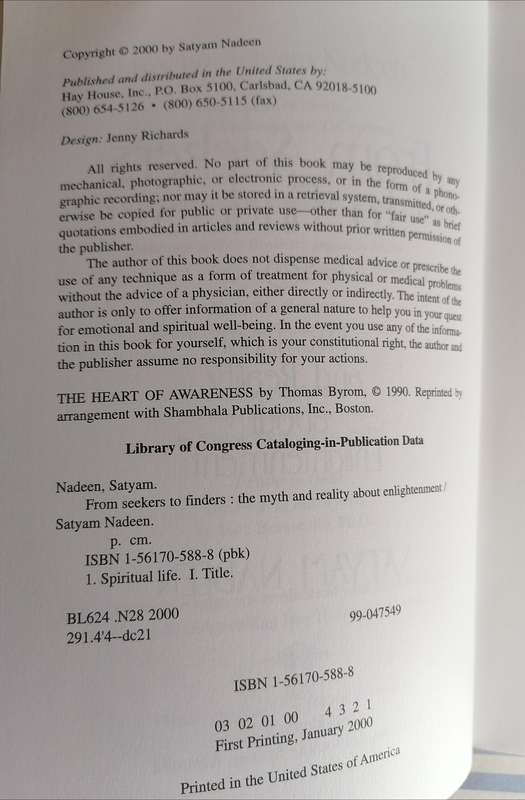 Copyright © 2000 by Satyam Nadeen
Published and distributed in the United States by:
Hay House, Inc., P.O. Box 5100, Carlsbad, CA 92018-5100
(800) 654-5126 • (800) 650-5115 (fax)
Design: Jenny Richards
All rights reserved. No part of this book may be reproduced by any
mechanical, photographic, or electronic process, or in the form of a phono-
graphic recording; nor may it be stored in a retrieval system, transmitted, or oth-
erwise be copied for public or private use—other than for "fair use" as brief
quotations embodied in articles and reviews without prior written permission of
the publisher.
The author of this book does not dispense medical advice or prescribe the
use of any technique as a form of treatment for physical or medical problems
without the advice of a physician, either directly or indirectly. The intent of the
author is only to offer information of a general nature to help you in your quest
for emotional and spiritual well-being. In the event you use any of the informa-
tion in this book for yourself, which is your constitutional right, the author and
the publisher assume no responsibility for your actions.
THE HEART OF AWARENESS by Thomas Byrom, © 1990. Reprinted by
arrangement with Shambhala Publications, Inc., Boston.
Library of Congress Cataloging-in-Publication Data
Nadeen, Satyam.
From seekers to finders : the myth and reality about enlightenment /
Satyam Nadeen.
p. cm.
ISBN 1-56170-588-8 (pbk)
1. Spiritual life. I. Title.
BL624 .N28 2000
99-047549
291.4'4--dc21
ISBN 1-56170-588-8
03 02 01 00 4 3 2 1
First Printing, January 2000
Printed in the United States of America